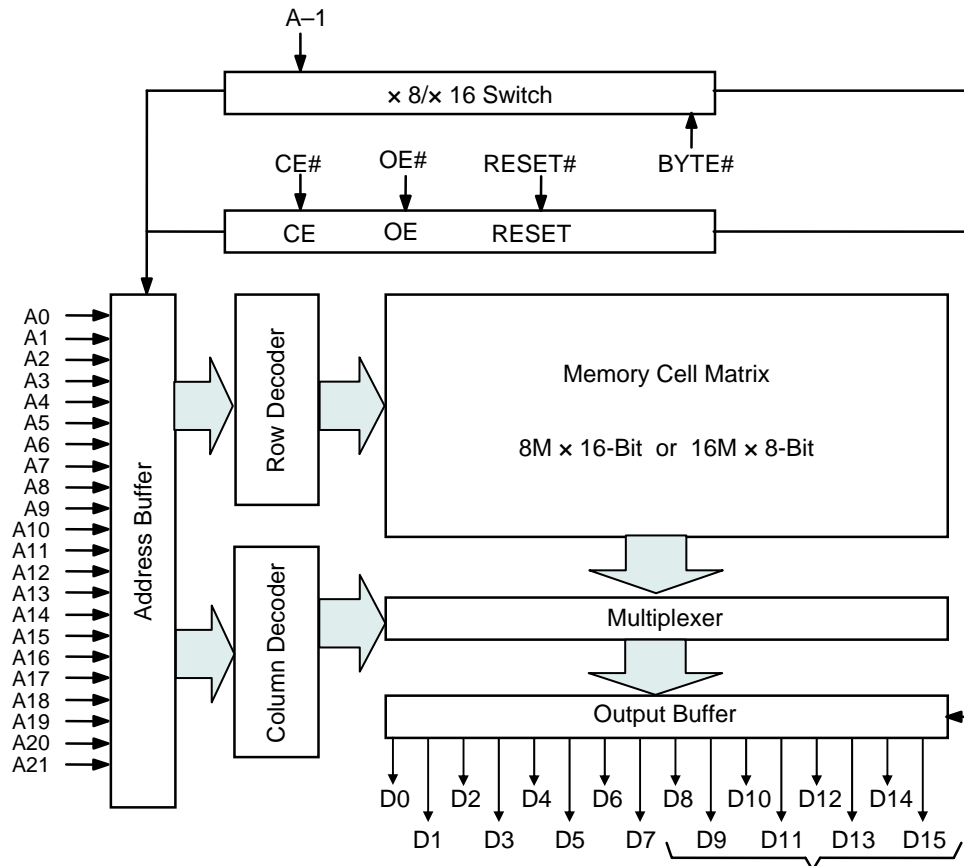 A–1
× 8/× 16 Switch
CE#
OE#
RESET#
BYTE#
CE
OE
RESET
A0
A1
A2
A3
A4
A5
A6
A7
A8
A9
A10
A11
A12
A13
A14
A15
A16
A17
A18
A19
A20
A21
Address Buffer
Row Decoder
Column Decoder
Memory Cell Matrix
8M × 16-Bit or 16M × 8-Bit
Multiplexer
Output Buffer
D0 D2 D4 D6 D8 D10 D12 D14
D1 D3 D5 D7 D9 D11 D13 D15